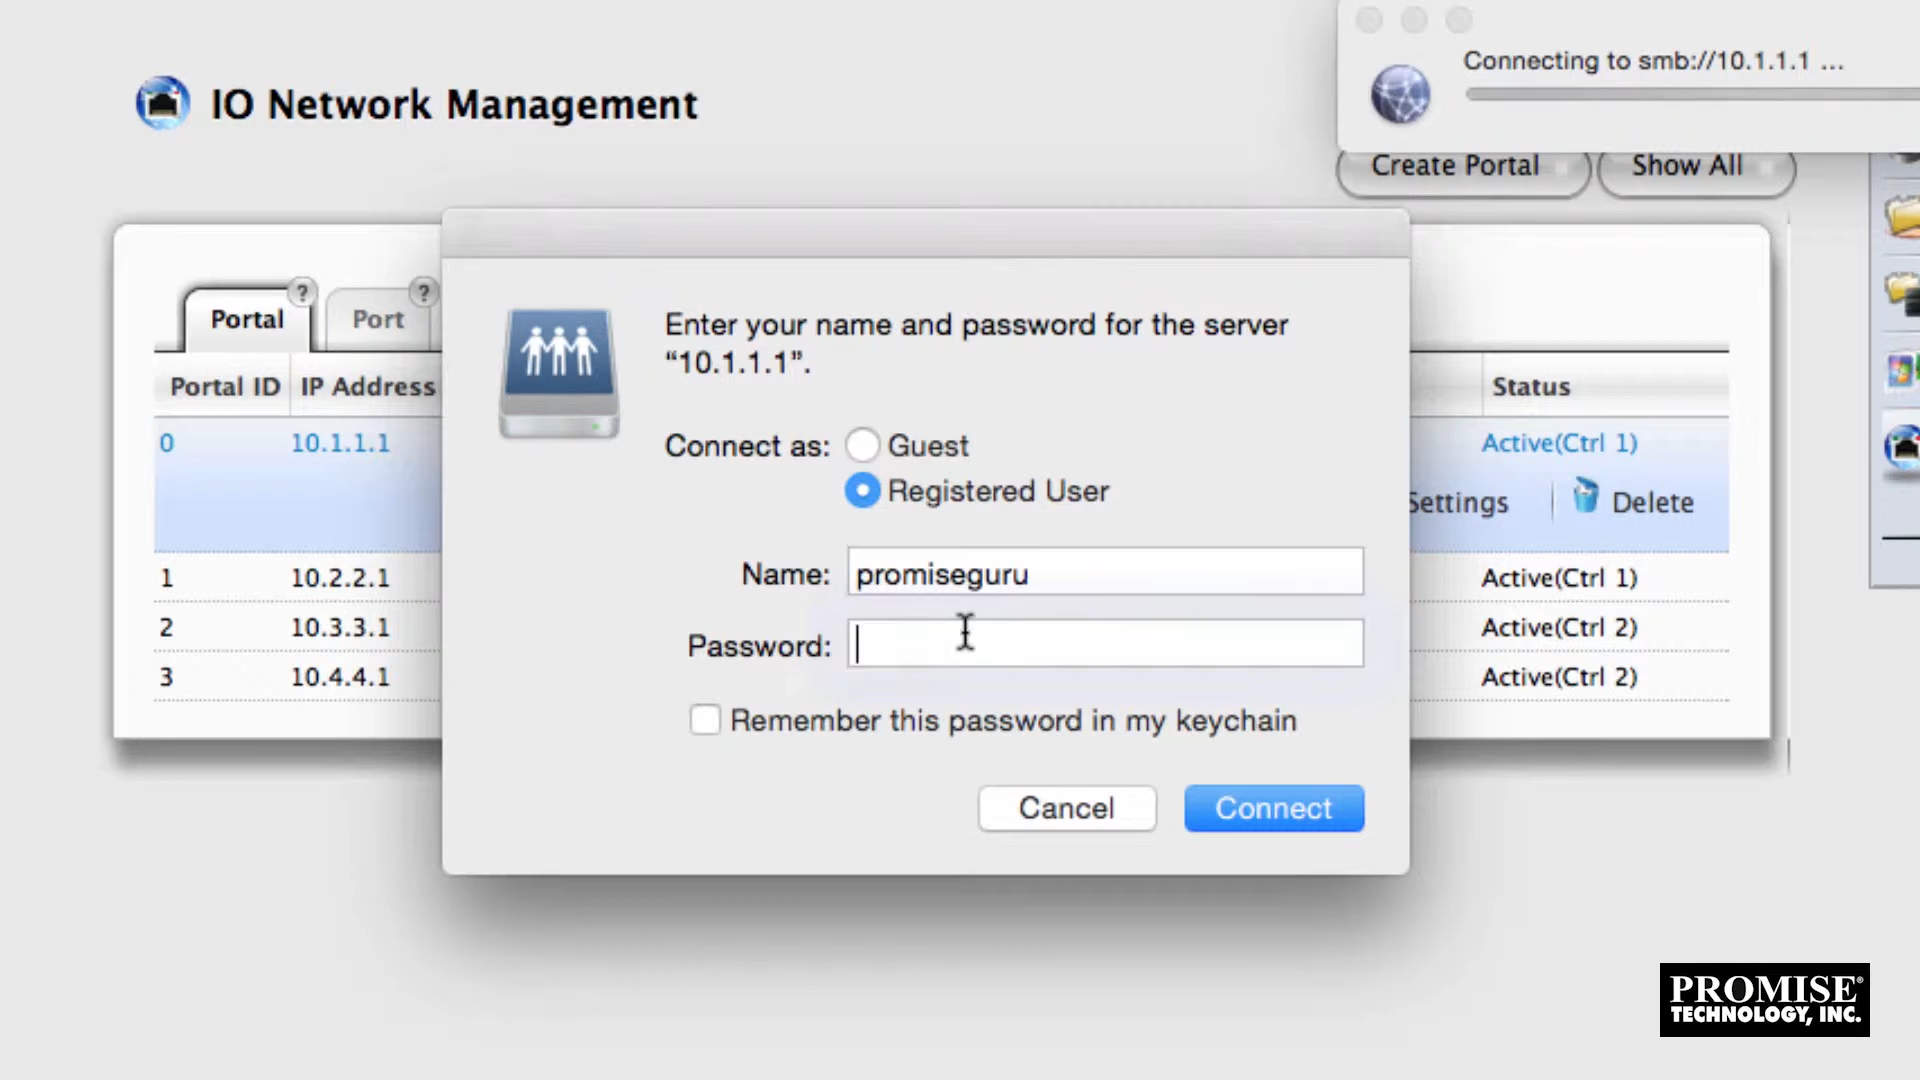 Connecting to smb://10.1.1.1 ...
IO Network Management
Create Portal
Show All
Portal ?
Port ?
Portal ID
IP Address
Status
0
10.1.1.1
Active(Ctrl 1)
Settings
Delete
1
10.2.2.1
Active(Ctrl 1)
2
10.3.3.1
Active(Ctrl 2)
3
10.4.4.1
Active(Ctrl 2)
Enter your name and password for the server
“10.1.1.1”.
Connect as:
Guest
Registered User
Name: promiseguru
Password:
Remember this password in my keychain
Cancel
Connect
PROMISE®
TECHNOLOGY, INC.